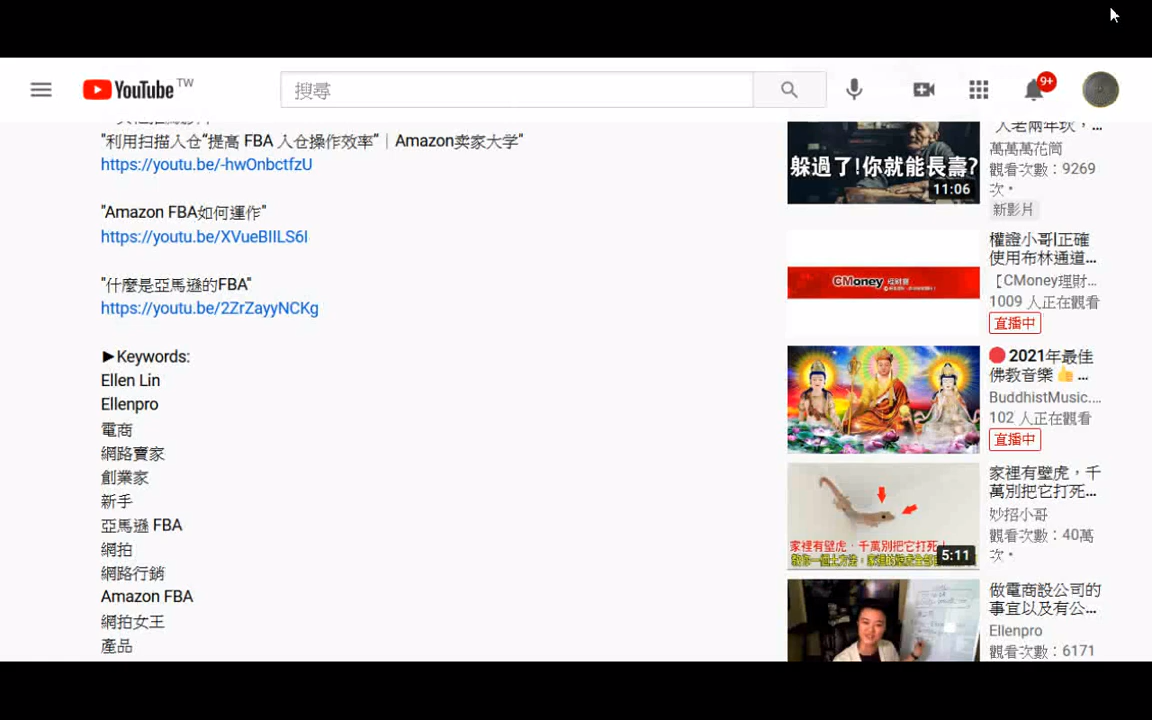 YouTube TW
搜尋
9+
"利用扫描入仓“提高 FBA 入仓操作效率”｜Amazon卖家大学"
https://youtu.be/-hwOnbctfzU
"Amazon FBA如何運作"
https://youtu.be/XVueBIlLS6I
"什麼是亞馬遜的FBA"
https://youtu.be/2ZrZayyNCKg
►Keywords:
Ellen Lin
Ellenpro
電商
網路賣家
創業家
新手
亞馬遜 FBA
網拍
網路行銷
Amazon FBA
網拍女王
產品
躲過了!你就能長壽?
11:06
人老兩年坎，...
萬萬萬花筒
觀看次數：9269
次・
新影片
CMoney 理財寶
權證小哥|正確
使用布林通道...
【CMoney理財...
1009 人正在觀看
直播中
2021年最佳
佛教音樂👍 ...
BuddhistMusic....
102 人正在觀看
直播中
家裡有壁虎，千萬別把它打死
5:11
家裡有壁虎，千
萬別把它打死...
妙招小哥
觀看次數：40萬
次・
做電商設公司的
事宜以及有公...
Ellenpro
觀看次數：6171